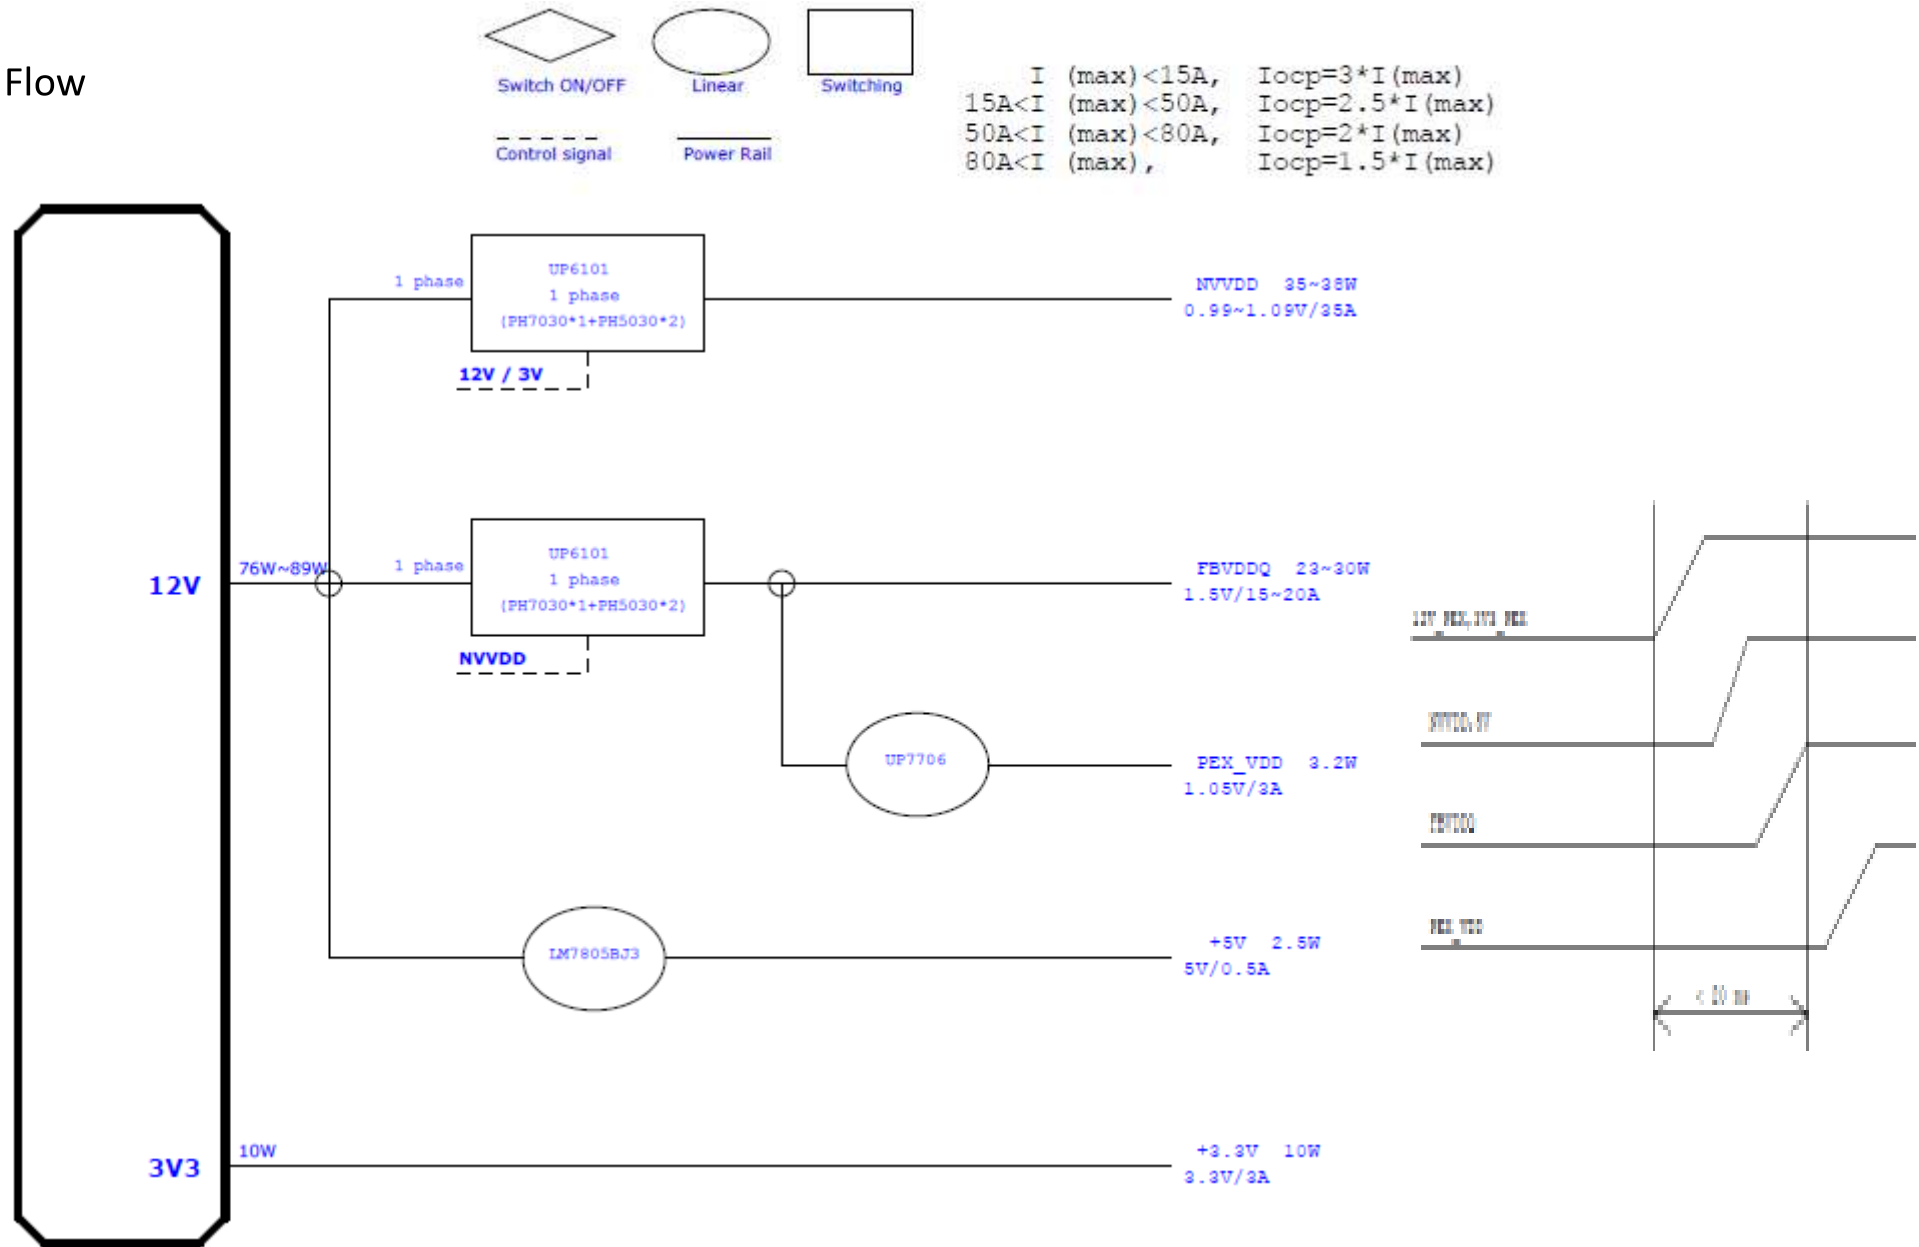 Flow
Switch ON/OFF
Linear
Switching
Control signal
Power Rail
I (max)<15A, Iocp=3*I(max)
15A<I (max)<50A, Iocp=2.5*I(max)
50A<I (max)<80A, Iocp=2*I(max)
80A<I (max), Iocp=1.5*I(max)
1 phase
UP6101
1 phase
(PH7030*1+PH5030*2)
12V / 3V
NVVDD 35~38W
0.99~1.09V/35A
12V
76W~89W
1 phase
UP6101
1 phase
(PH7030*1+PH5030*2)
NVVDD
FBVDDQ 23~30W
1.5V/15~20A
UP7706
PEX_VDD 3.2W
1.05V/3A
LM7805BJ3
+5V 2.5W
5V/0.5A
3V3
10W
+3.3V 10W
3.3V/3A
FBVDDQ
PEX_VDD